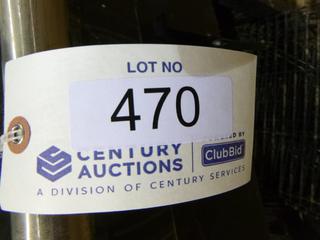 LOT NO
470
CENTURY
AUCTIONS
ClubBid
A DIVISION OF CENTURY SERVICES